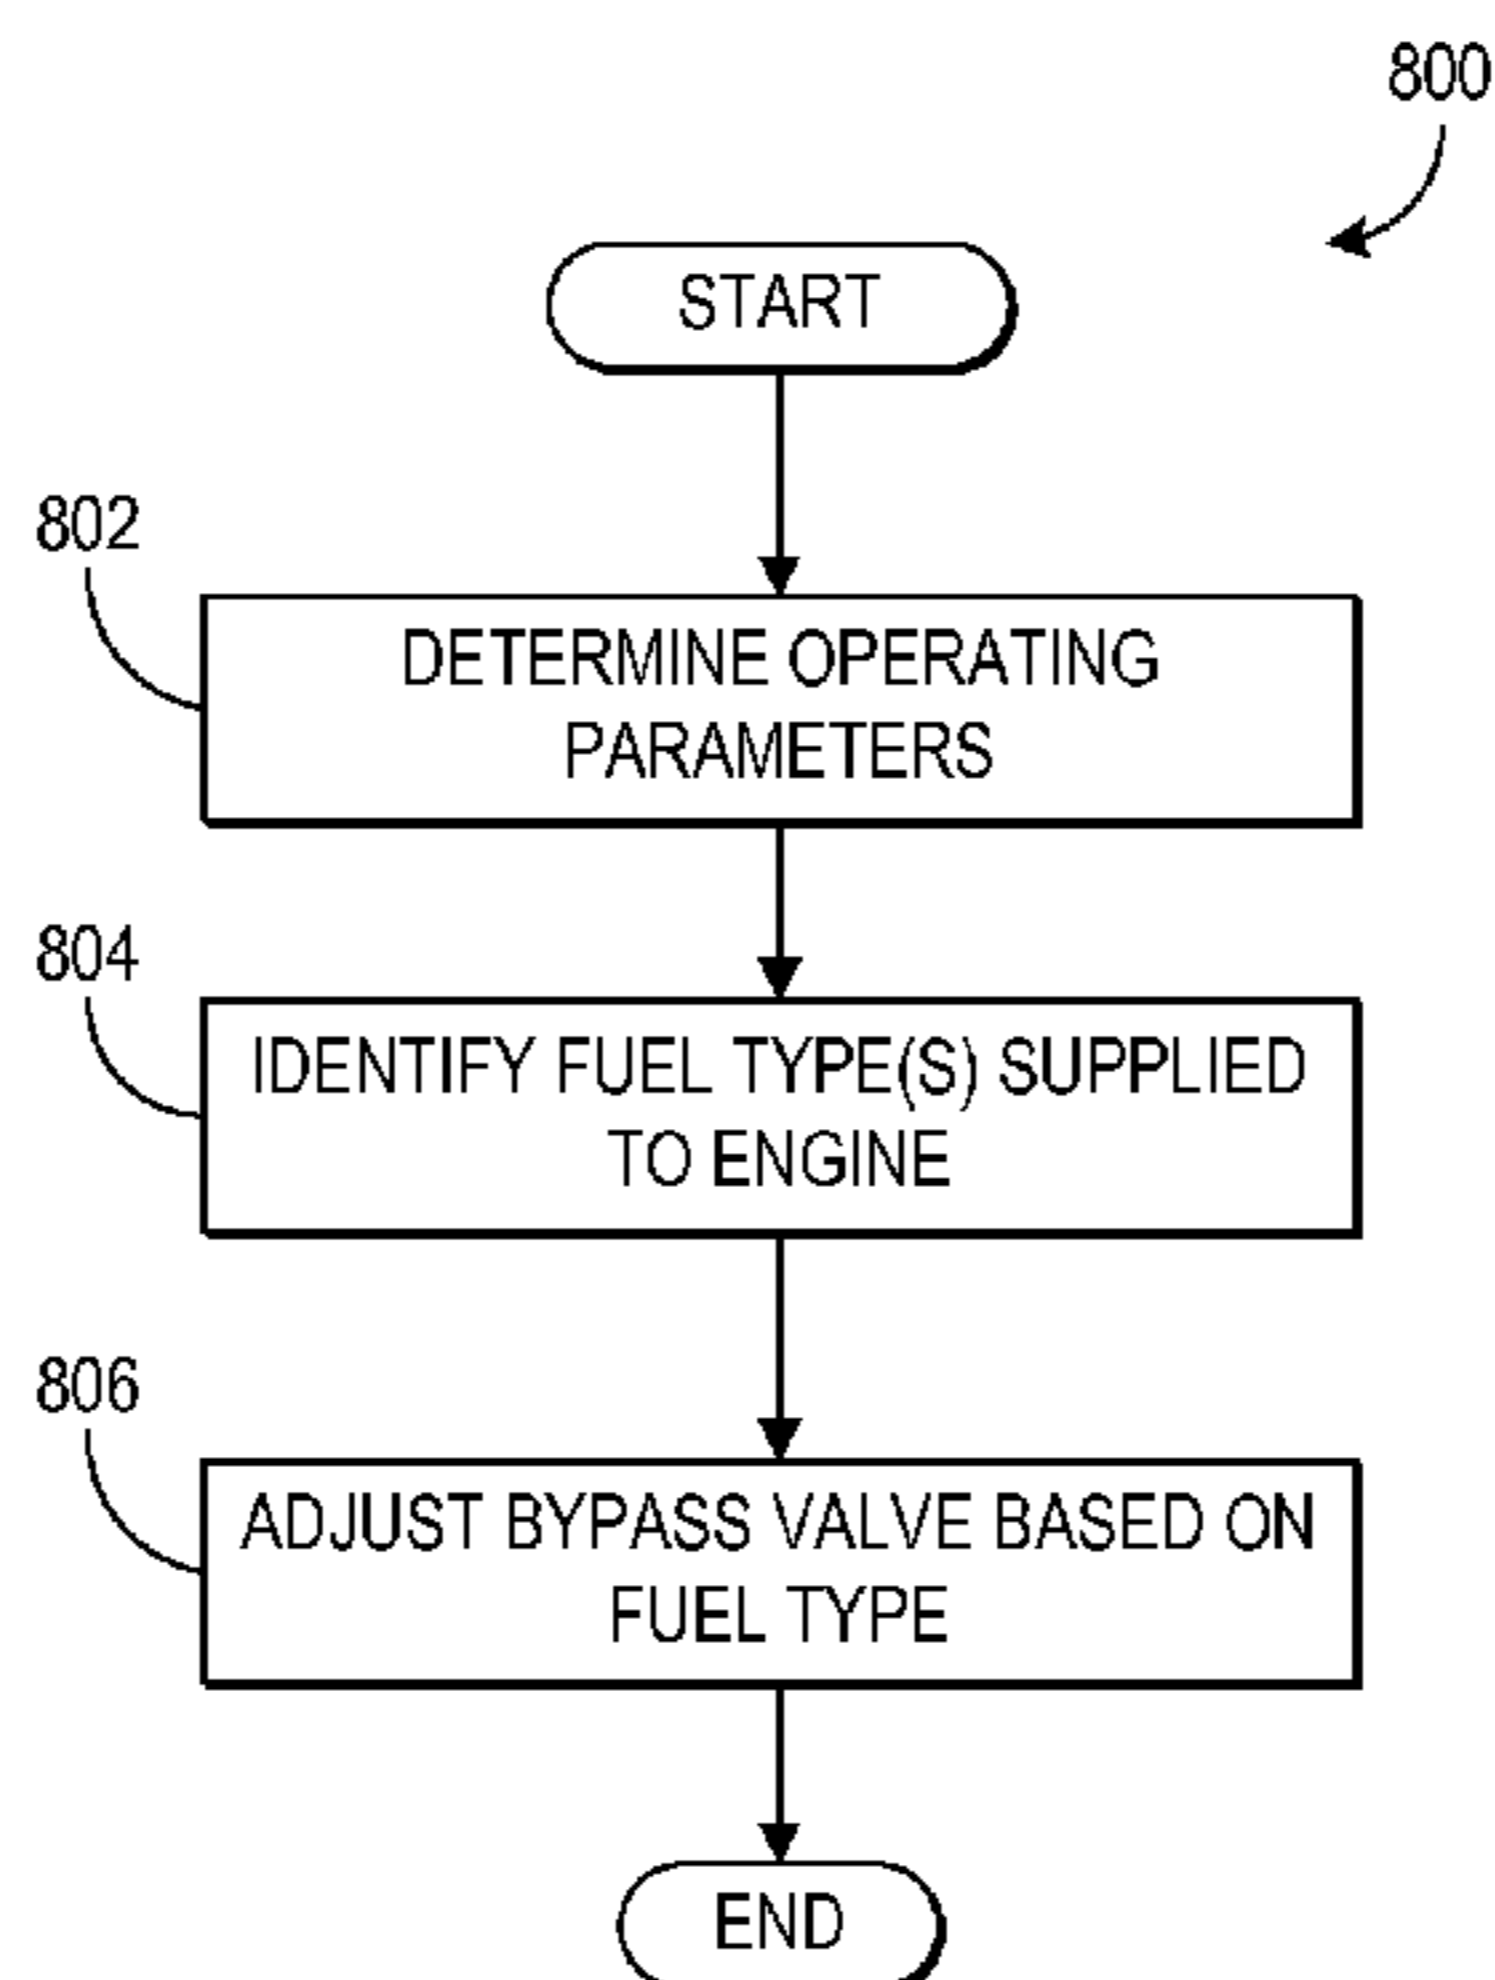 800
START
802
DETERMINE OPERATING
PARAMETERS
804
IDENTIFY FUEL TYPE(S) SUPPLIED
TO ENGINE
806
ADJUST BYPASS VALVE BASED ON
FUEL TYPE
END